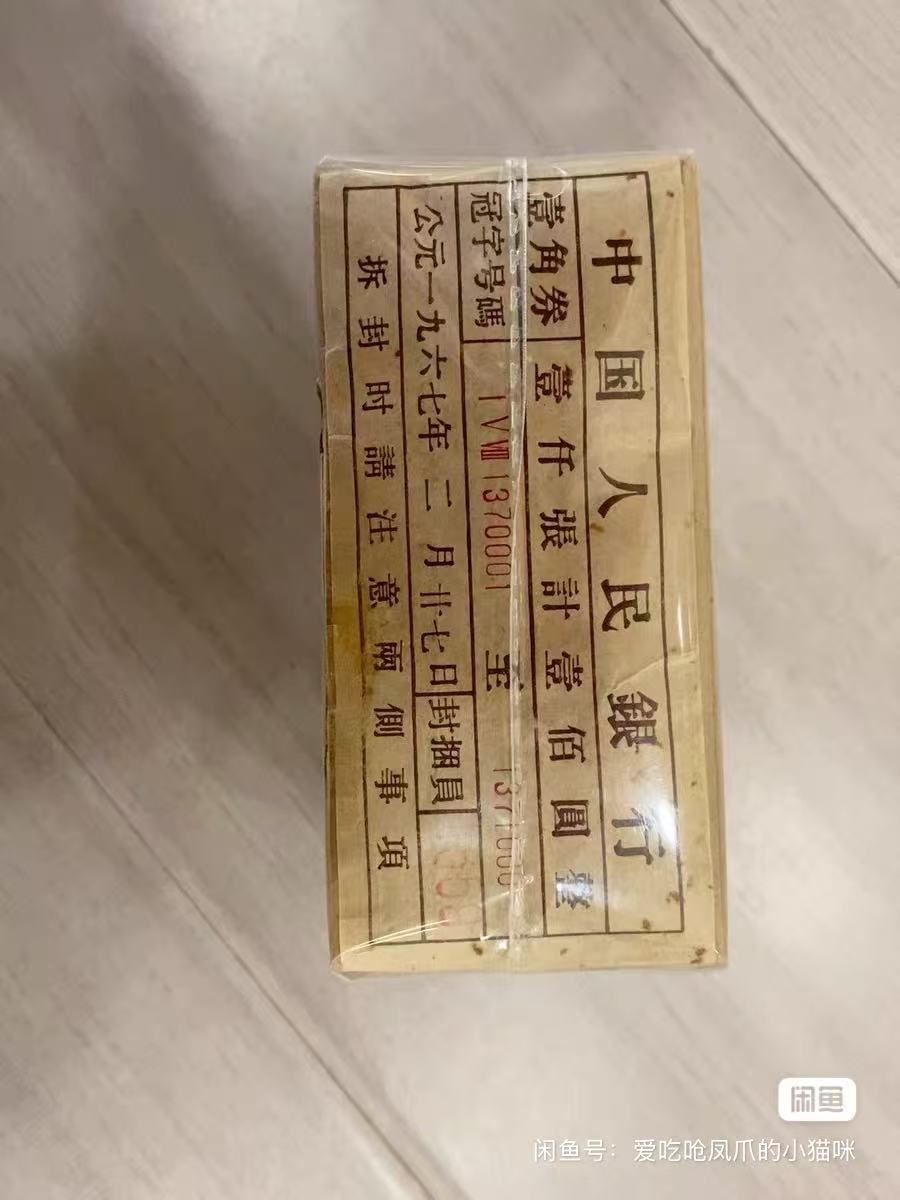 中国人民銀行
壹角券 壹仟張計壹佰圓整
冠字号碼 IVⅧ1370001 至 1371000
公元一九六七年 二月廿七日 封捆員
拆封时請注意兩側事項
闲鱼
闲鱼号：爱吃呛凤爪的小猫咪